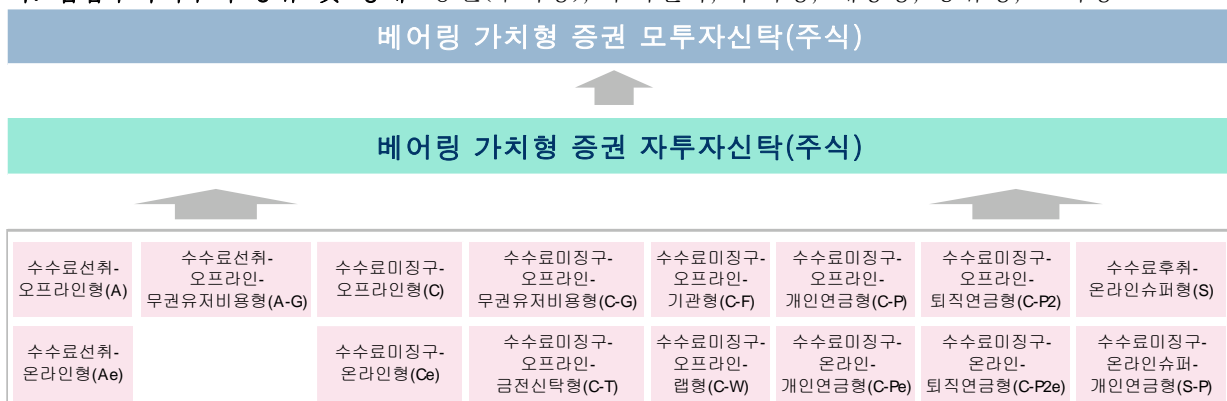 베어링 가치형 증권 모투자신탁(주식)
베어링 가치형 증권 자투자신탁(주식)
수수료선취-
오프라인형(A)
수수료선취-
오프라인-
무권유저비용형(A-G)
수수료미징구-
오프라인형(C)
수수료미징구-
오프라인-
무권유저비용형(C-G)
수수료미징구-
오프라인-
기관형(C-F)
수수료미징구-
오프라인-
개인연금형(C-P)
수수료미징구-
오프라인-
퇴직연금형(C-P2)
수수료후취-
온라인슈퍼형(S)
수수료선취-
온라인형(Ae)
수수료미징구-
온라인형(Ce)
수수료미징구-
오프라인-
금전신탁형(C-T)
수수료미징구-
오프라인-
랩형(C-W)
수수료미징구-
온라인-
개인연금형(C-Pe)
수수료미징구-
온라인-
퇴직연금형(C-P2e)
수수료미징구-
온라인슈퍼-
개인연금형(S-P)